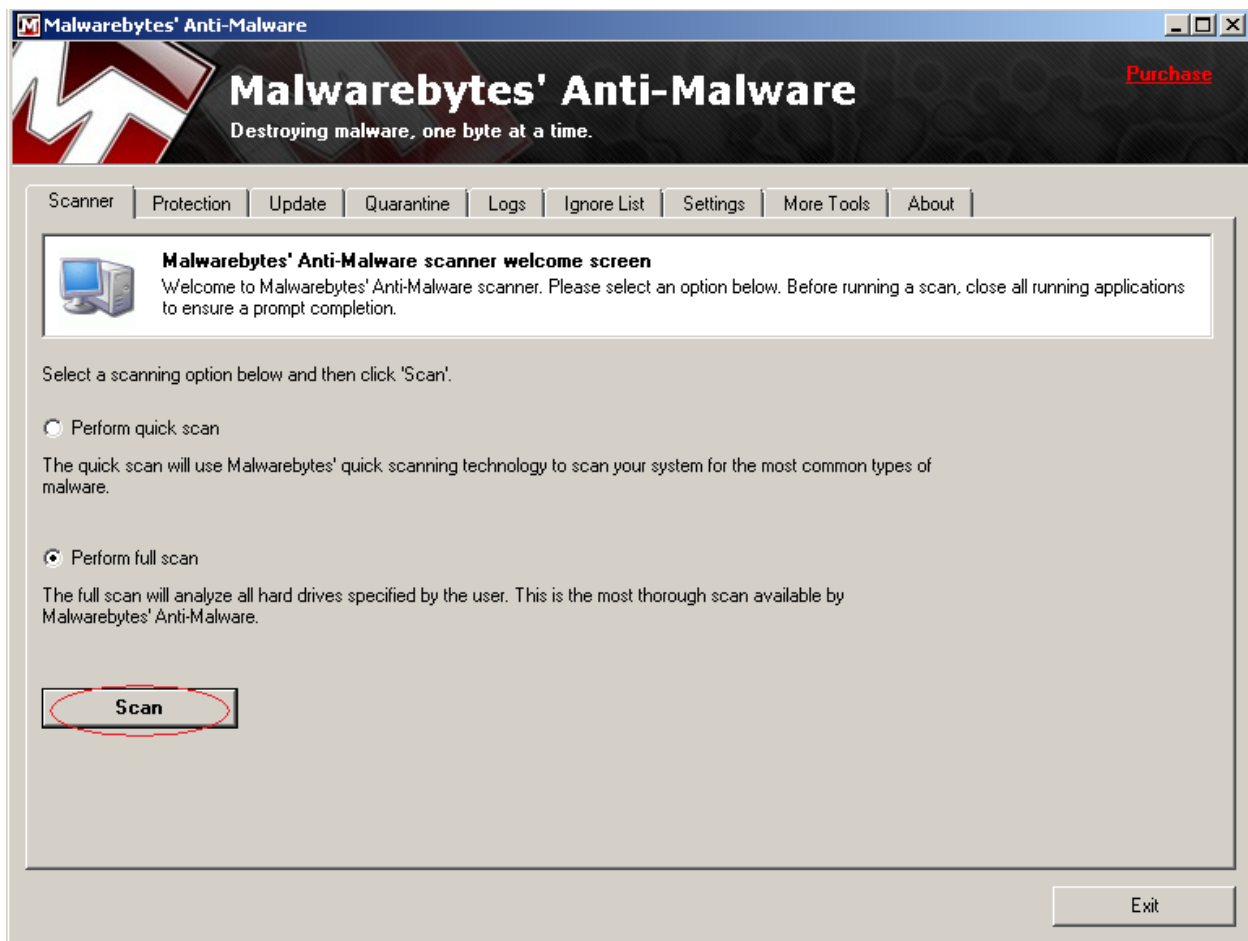 Malwarebytes' Anti-Malware
Malwarebytes' Anti-Malware
Purchase
Destroying malware, one byte at a time.
Scanner Protection Update Quarantine Logs Ignore List Settings More Tools About
Malwarebytes' Anti-Malware scanner welcome screen
Welcome to Malwarebytes' Anti-Malware scanner. Please select an option below. Before running a scan, close all running applications
to ensure a prompt completion.
Select a scanning option below and then click 'Scan'.
Perform quick scan
The quick scan will use Malwarebytes' quick scanning technology to scan your system for the most common types of
malware.
Perform full scan
The full scan will analyze all hard drives specified by the user. This is the most thorough scan available by
Malwarebytes' Anti-Malware.
Scan
Exit